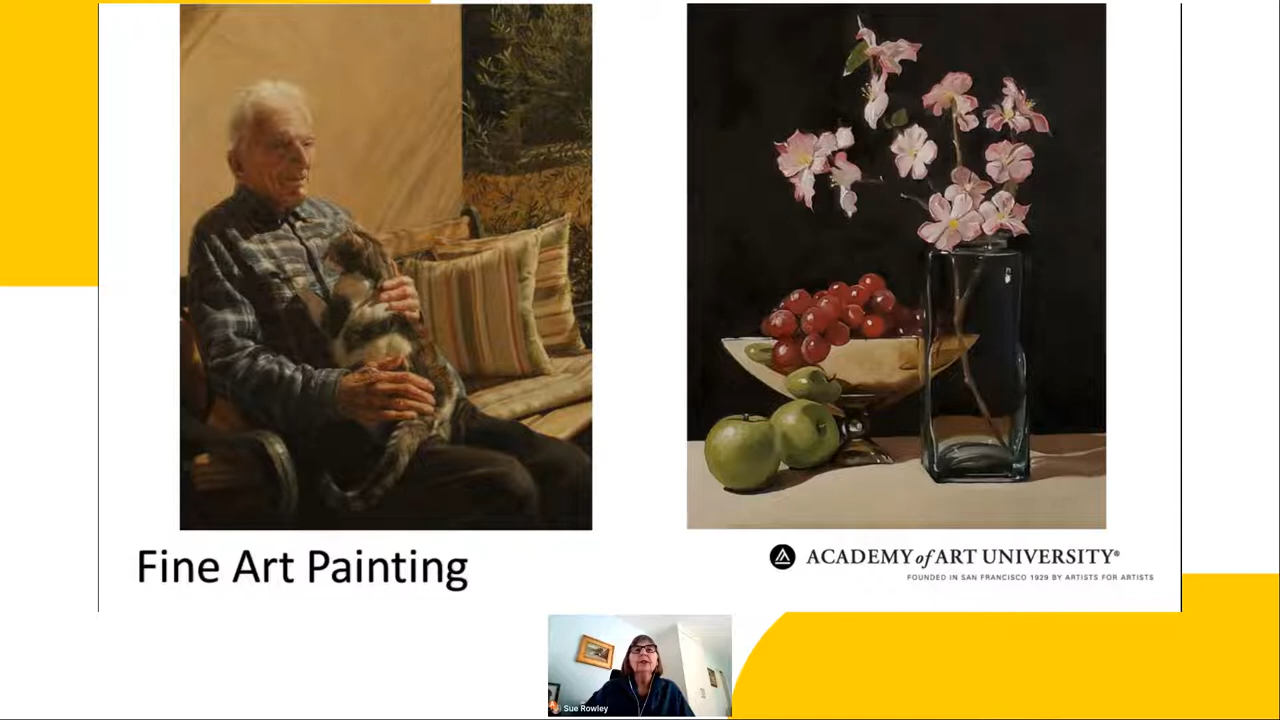 Fine Art Painting
ACADEMY of ART UNIVERSITY®
FOUNDED IN SAN FRANCISCO 1929 BY ARTISTS FOR ARTISTS
Sue Rowley